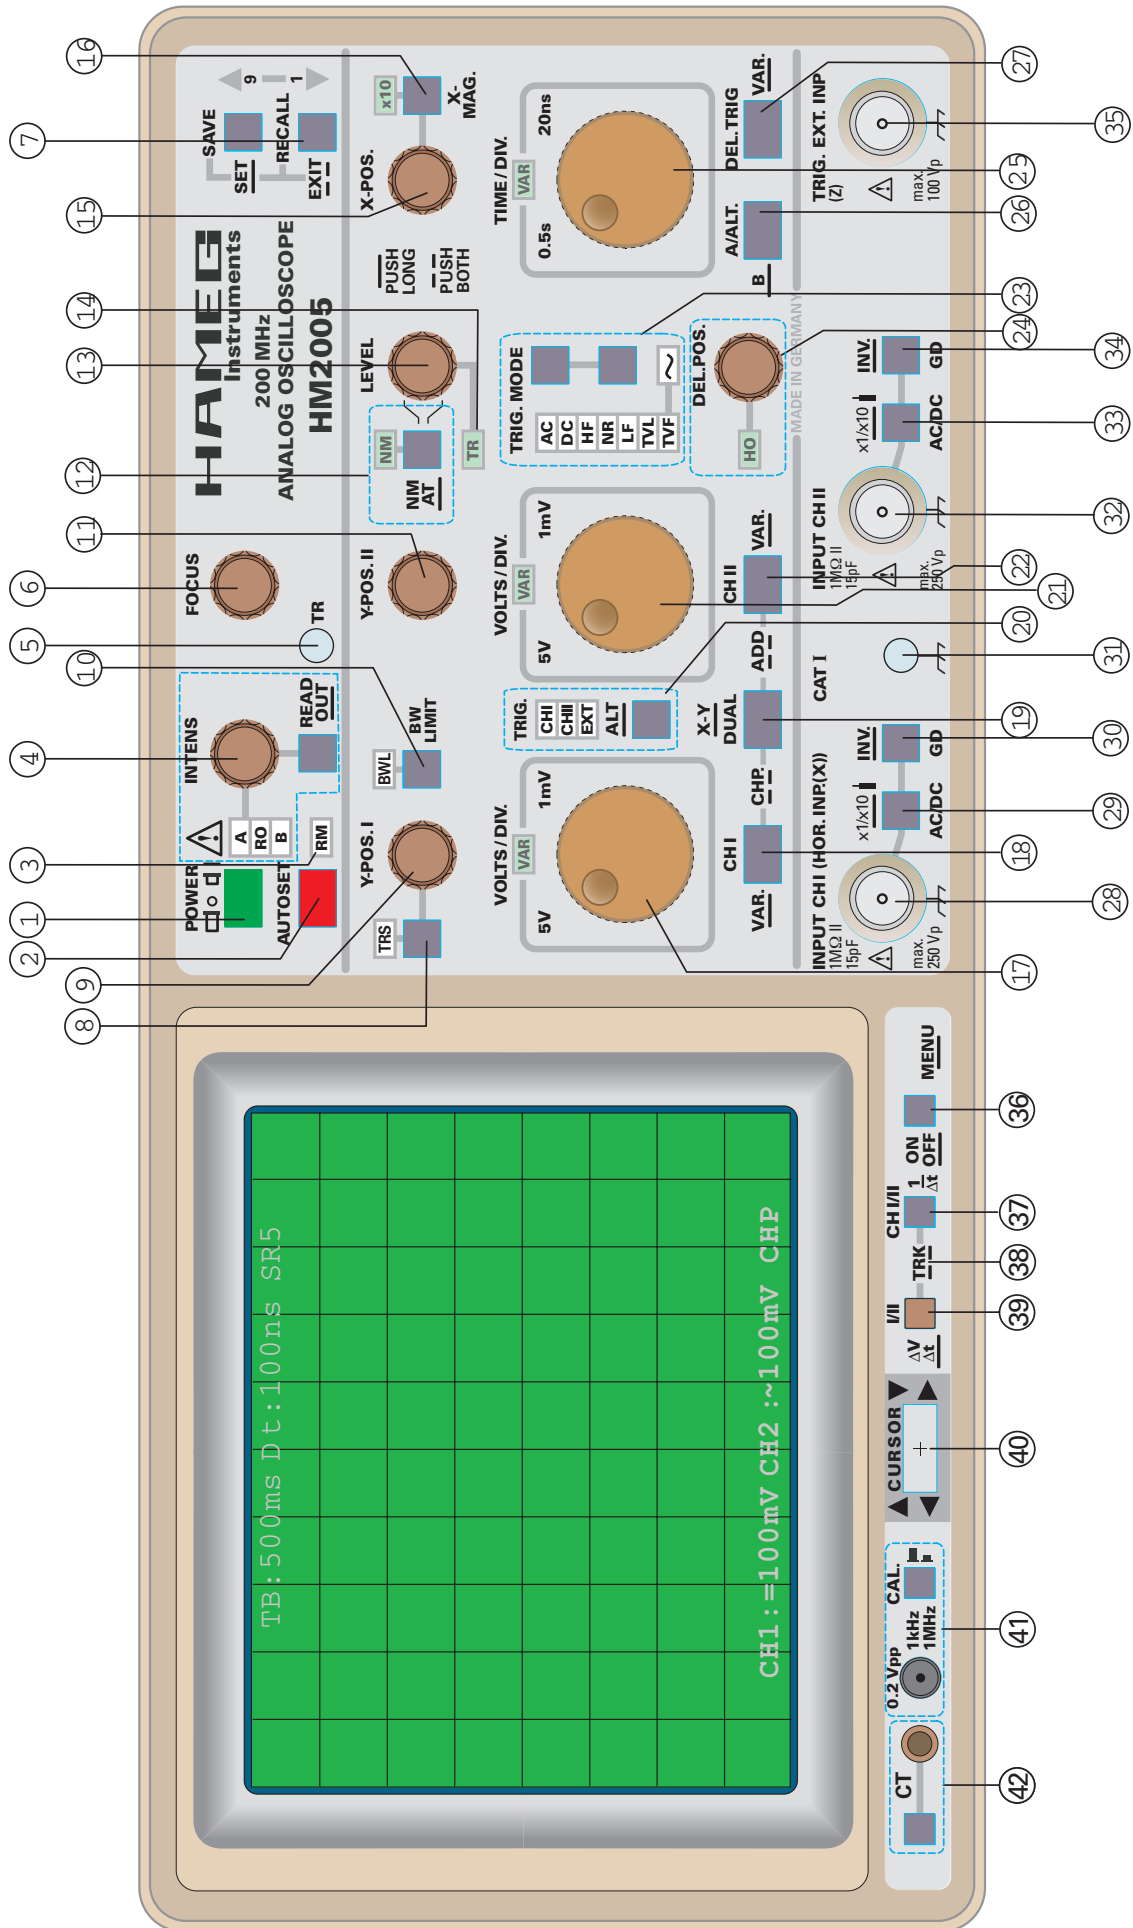 1
2
3
4
5
6
7
8
9
10
11
12
13
14
15
16
POWER
AUTOSET
A
RO
B
RM
INTENS
READ
OUT
TR
FOCUS
HAMEG
Instruments
200 MHz
ANALOG OSCILLOSCOPE
HM2005
SAVE
SET
RECALL
EXIT
9
1
TRS
Y-POS. I
BWL
BW
LIMIT
Y-POS. II
NM
NM
AT
LEVEL
TR
PUSH
LONG
PUSH
BOTH
X-POS.
x10
X-
MAG.
VOLTS / DIV.
VAR
5V
1mV
TRIG.
CHI
CHII
EXT
ALT
VOLTS / DIV.
VAR
5V
1mV
TRIG. MODE
AC
DC
HF
NR
LF
TVL
TVF
TIME / DIV.
VAR
0.5s
20ns
VAR.
CH I
CHP.
X-Y
DUAL
ADD
CH II
VAR.
HO
DEL.POS.
B
A/ALT.
DEL.TRIG
VAR.
MADE IN GERMANY
INPUT CH I (HOR. INP.(X))
1MΩ II
15pF
max.
250 Vp
x1/x10
AC/DC
INV.
GD
CAT I
INPUT CH II
1MΩ II
15pF
max.
250 Vp
x1/x10
AC/DC
INV.
GD
TRIG. EXT. INP
(Z)
max.
100 Vp
TB:500ms Dt:100ns SR5
CH1:=100mV CH2 :~100mV CHP
CT
0.2 Vpp
1kHz
1MHz
CAL.
CURSOR
ΔV
Δt
I/II
TRK
CH I/II
1
Δt
ON
OFF
MENU
17
18
19
20
21
22
23
24
25
26
27
28
29
30
31
32
33
34
35
36
37
38
39
40
41
42